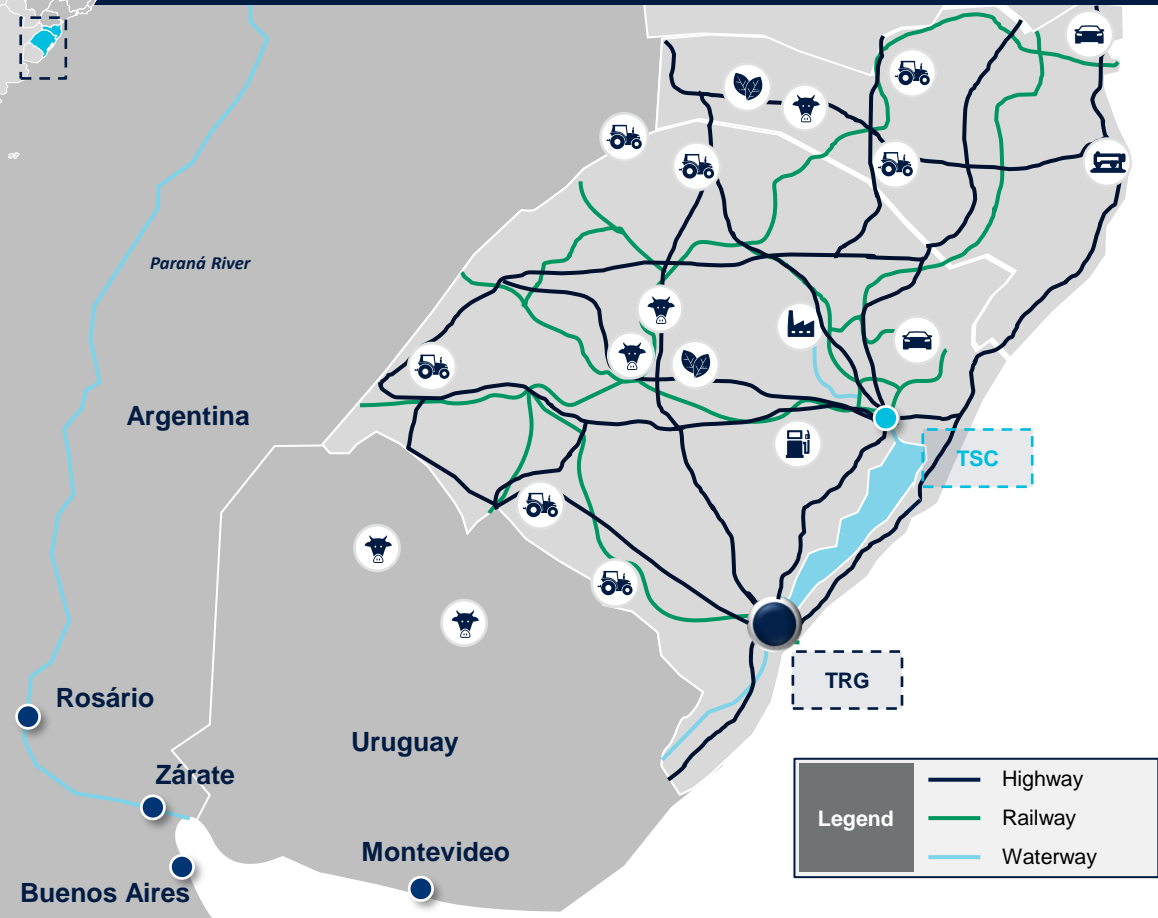 Paraná River
Argentina
TSC
TRG
Rosário
Uruguay
Zárate
Montevideo
Buenos Aires
Legend
Highway
Railway
Waterway